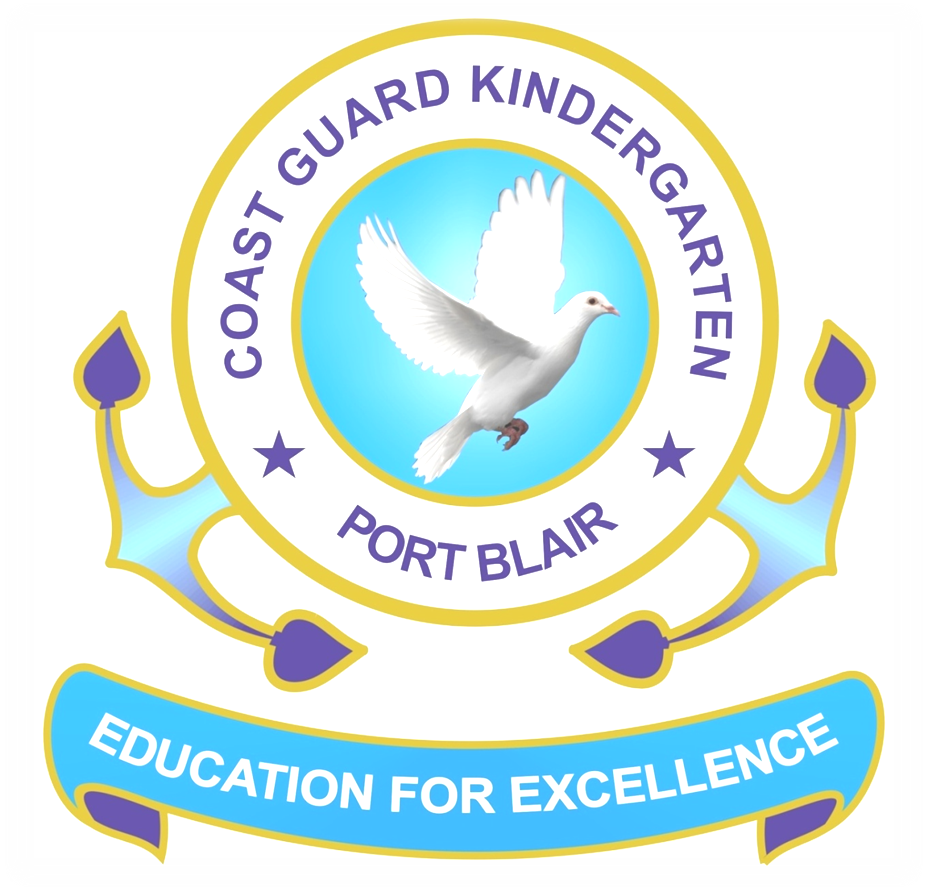 COAST GUARD KINDERGARTEN
PORT BLAIR
EDUCATION FOR EXCELLENCE